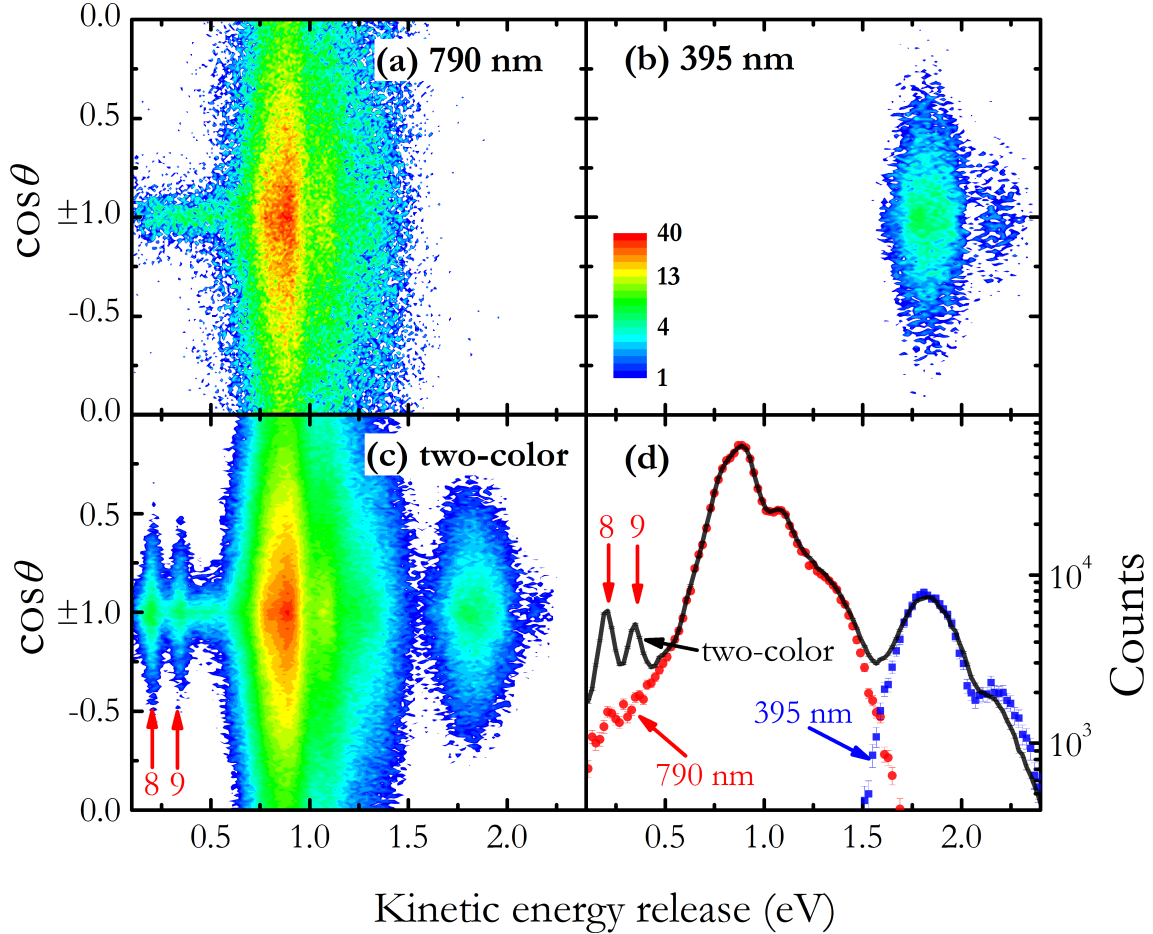 0.0
(a) 790 nm
(b) 395 nm
0.5
cosθ
±1.0
-0.5
0.0
40
13
4
1
(c) two-color
(d)
0.5
cosθ
±1.0
-0.5
0.0
8
9
8
9
two-color
395 nm
790 nm
10⁴
10³
Counts
0.5
1.0
1.5
2.0
0.5
1.0
1.5
2.0
Kinetic energy release (eV)